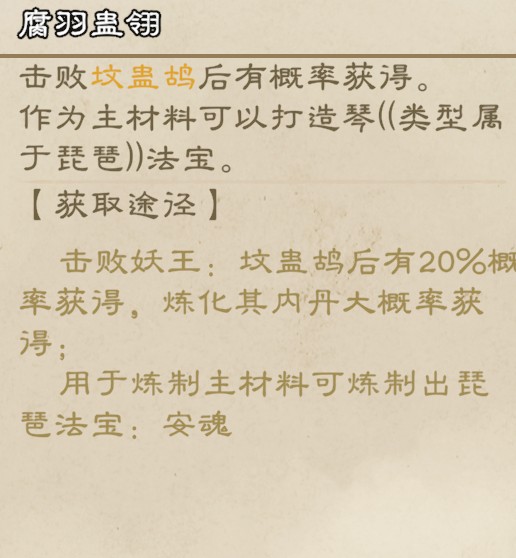 腐羽蛊翎
击败坟蛊鸪后有概率获得。
作为主材料可以打造琴((类型属
于琵琶))法宝。
【获取途径】
击败妖王：坟蛊鸪后有20%概
率获得，炼化其内丹大概率获
得；
用于炼制主材料可炼制出琵
琶法宝：安魂